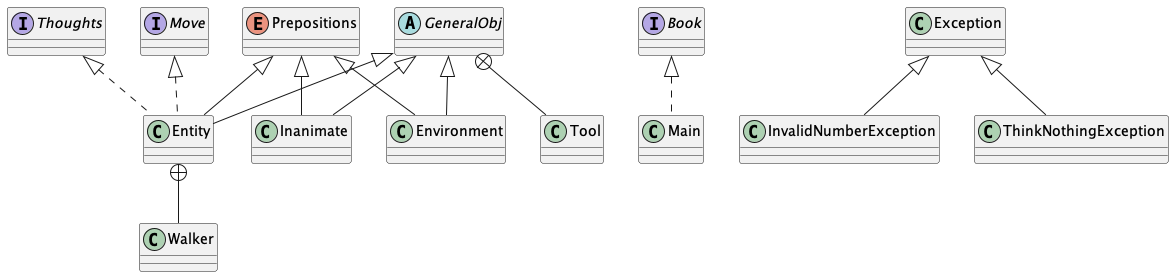 I Thoughts
I Move
E Prepositions
A GeneralObj
I Book
C Exception
C Entity
C Inanimate
C Environment
C Tool
C Main
C InvalidNumberException
C ThinkNothingException
C Walker